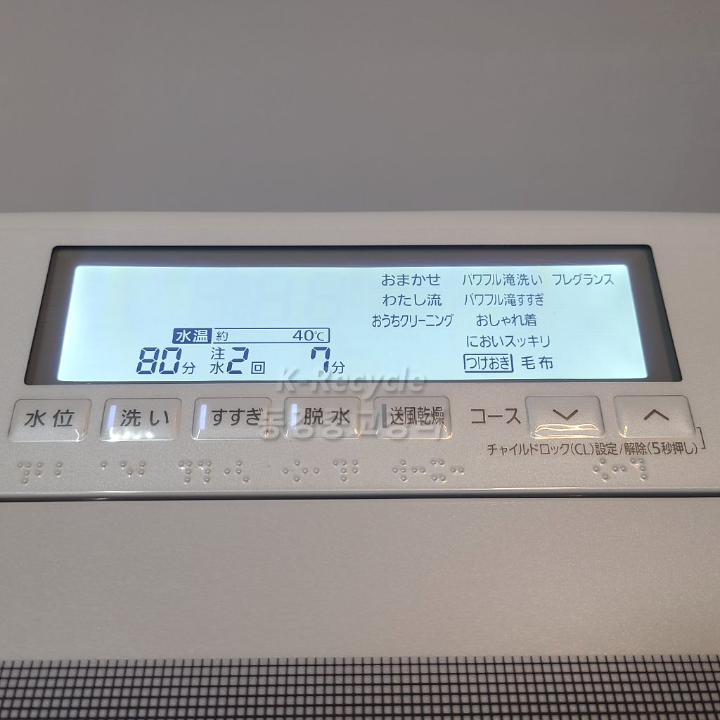 おまかせ パワフル滝洗い フレグランス
わたし流 パワフル滝すすぎ
おうちクリーニング おしゃれ着
においスッキリ
つけおき 毛布
水温 約 40℃
80分 注水2回 7分
K-Recycle
水位 洗い すすぎ 脱水 送風乾燥 コース
チャイルドロック(CL)設定/解除(5秒押し)